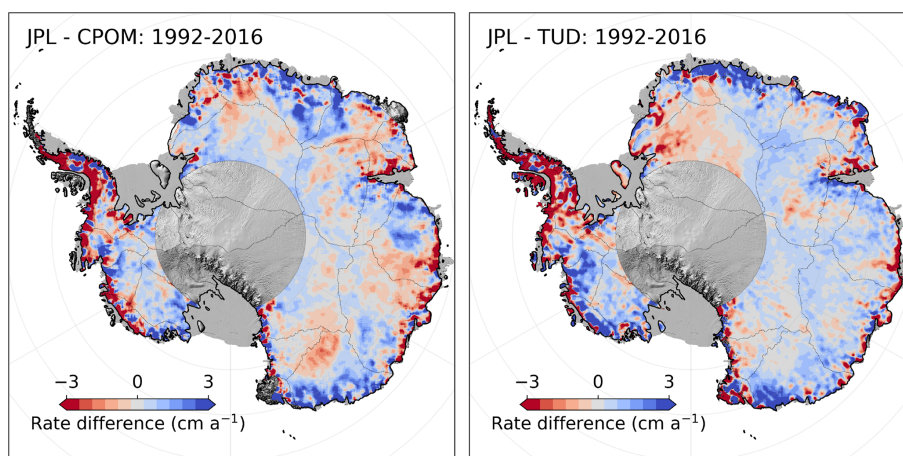 JPL - CPOM: 1992-2016
−3 0 3
Rate difference (cm a⁻¹)
JPL - TUD: 1992-2016
−3 0 3
Rate difference (cm a⁻¹)